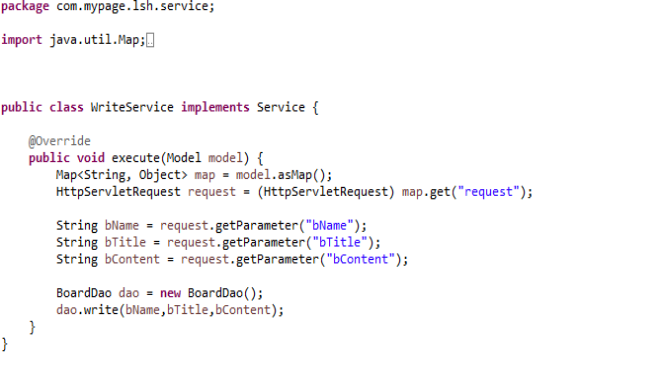 package com.mypage.lsh.service;
import java.util.Map;
public class WriteService implements Service {
@Override
public void execute(Model model) {
Map<String, Object> map = model.asMap();
HttpServletRequest request = (HttpServletRequest) map.get("request");
String bName = request.getParameter("bName");
String bTitle = request.getParameter("bTitle");
String bContent = request.getParameter("bContent");
BoardDao dao = new BoardDao();
dao.write(bName,bTitle,bContent);
}
}